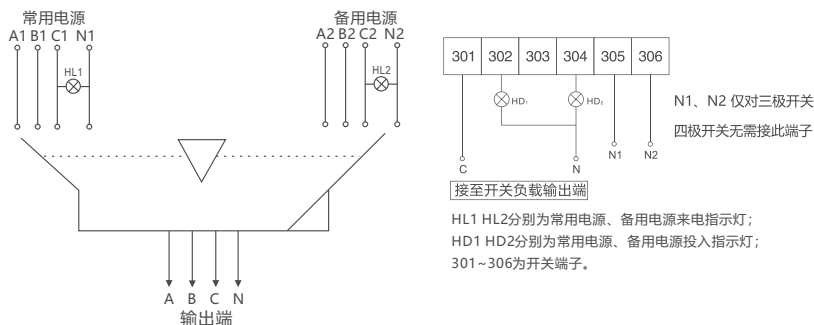 常用电源
A1 B1 C1 N1
HL1
备用电源
A2 B2 C2 N2
HL2
A B C N
输出端
301 302 303 304 305 306
HD₁ HD₂
N1 N2
C N
接至开关负载输出端
N1、N2 仅对三极开关
四极开关无需接此端子
HL1 HL2分别为常用电源、备用电源来电指示灯；
HD1 HD2分别为常用电源、备用电源投入指示灯；
301~306为开关端子。